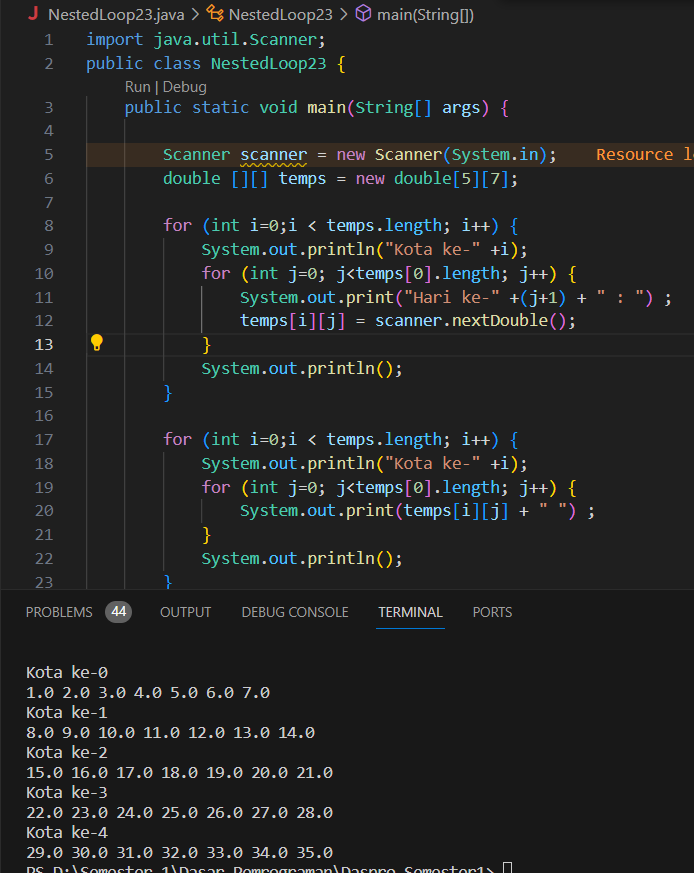 J NestedLoop23.java > NestedLoop23 > main(String[])
1 import java.util.Scanner;
2 public class NestedLoop23 {
Run | Debug
3 public static void main(String[] args) {
4
5 Scanner scanner = new Scanner(System.in); Resource
6 double [][] temps = new double[5][7];
7
8 for (int i=0;i < temps.length; i++) {
9 System.out.println("Kota ke-" +i);
10 for (int j=0; j<temps[0].length; j++) {
11 System.out.print("Hari ke-" +(j+1) + " : ") ;
12 temps[i][j] = scanner.nextDouble();
13 }
14 System.out.println();
15 }
16
17 for (int i=0;i < temps.length; i++) {
18 System.out.println("Kota ke-" +i);
19 for (int j=0; j<temps[0].length; j++) {
20 System.out.print(temps[i][j] + " ") ;
21 }
22 System.out.println();
23 }
PROBLEMS 44 OUTPUT DEBUG CONSOLE TERMINAL PORTS
Kota ke-0
1.0 2.0 3.0 4.0 5.0 6.0 7.0
Kota ke-1
8.0 9.0 10.0 11.0 12.0 13.0 14.0
Kota ke-2
15.0 16.0 17.0 18.0 19.0 20.0 21.0
Kota ke-3
22.0 23.0 24.0 25.0 26.0 27.0 28.0
Kota ke-4
29.0 30.0 31.0 32.0 33.0 34.0 35.0
PS D:\Semester 1\Dasar Pemrograman\Daspro-Semester1>